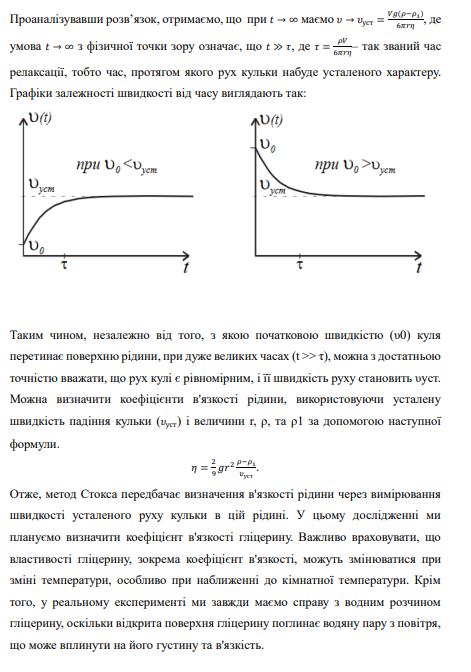 Проаналізувавши розв’язок, отримаємо, що при t → ∞ маємо υ → υуст = Vg(ρ−ρ₁)/6πrη, де
умова t → ∞ з фізичної точки зору означає, що t ≫ τ, де τ = ρV/6πrη – так званий час
релаксації, тобто час, протягом якого рух кульки набуде усталеного характеру.
Графіки залежності швидкості від часу виглядають так:
υ(t)
при υ₀ <υуст
υуст
υ₀
τ
t
υ(t)
υ₀
при υ₀ >υуст
υуст
τ
t
Таким чином, незалежно від того, з якою початковою швидкістю (υ0) куля
перетинає поверхню рідини, при дуже великих часах (t >> τ), можна з достатньою
точністю вважати, що рух кулі є рівномірним, і її швидкість руху становить υуст.
Можна визначити коефіцієнти в'язкості рідини, використовуючи усталену
швидкість падіння кульки (υуст) і величини r, ρ, та ρ1 за допомогою наступної
формули.
η = 2/9 gr² (ρ−ρ₁)/υуст.
Отже, метод Стокса передбачає визначення в'язкості рідини через вимірювання
швидкості усталеного руху кульки в цій рідині. У цьому дослідженні ми
плануємо визначити коефіцієнт в'язкості гліцерину. Важливо враховувати, що
властивості гліцерину, зокрема коефіцієнт в'язкості, можуть змінюватися при
зміні температури, особливо при наближенні до кімнатної температури. Крім
того, у реальному експерименті ми завжди маємо справу з водним розчином
гліцерину, оскільки відкрита поверхня гліцерину поглинає водяну пару з повітря,
що може вплинути на його густину та в'язкість.